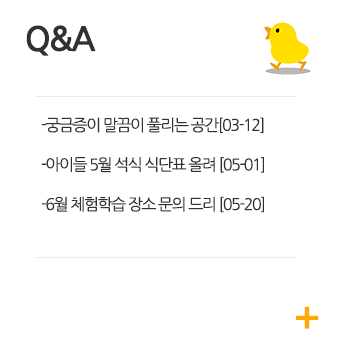 Q&A
-궁금증이 말끔이 풀리는 공간[03-12]
-아이들 5월 석식 식단표 올려 [05-01]
-6월 체험학습 장소 문의 드리 [05-20]
+